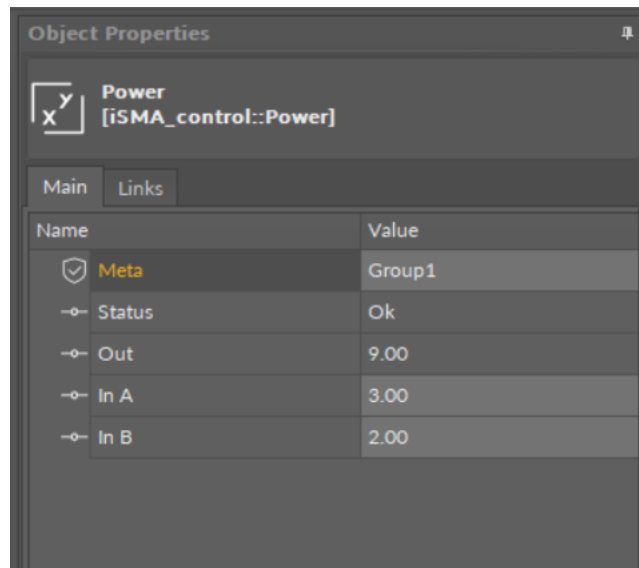 Object Properties
Power
[iSMA_control::Power]
Main Links
Name Value
Meta Group1
Status Ok
Out 9.00
In A 3.00
In B 2.00